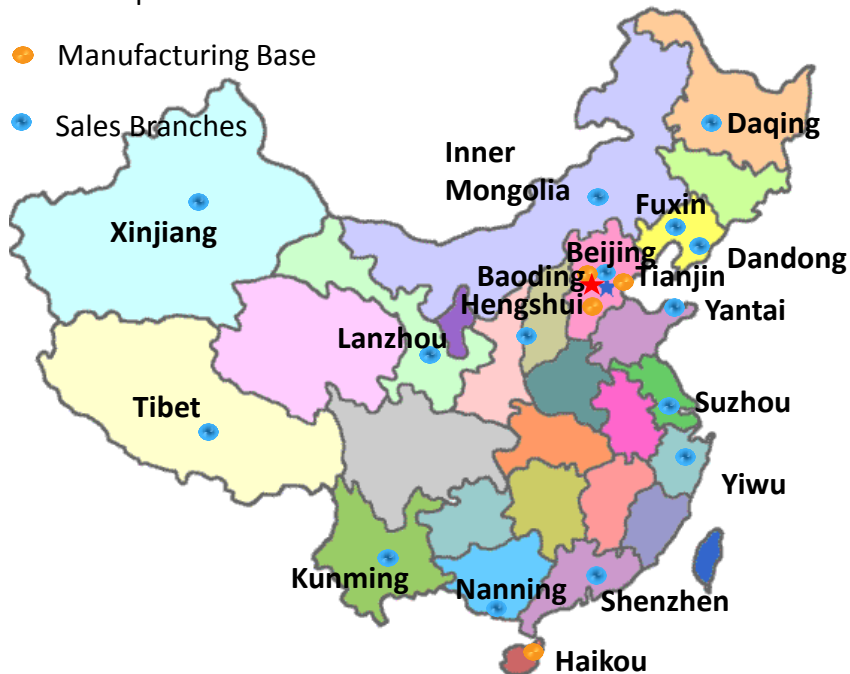 Manufacturing Base
Sales Branches
Daqing
Inner
Mongolia
Fuxin
Xinjiang
Beijing
Dandong
Baoding
Tianjin
Hengshui
Yantai
Lanzhou
Tibet
Suzhou
Yiwu
Kunming
Nanning
Shenzhen
Haikou